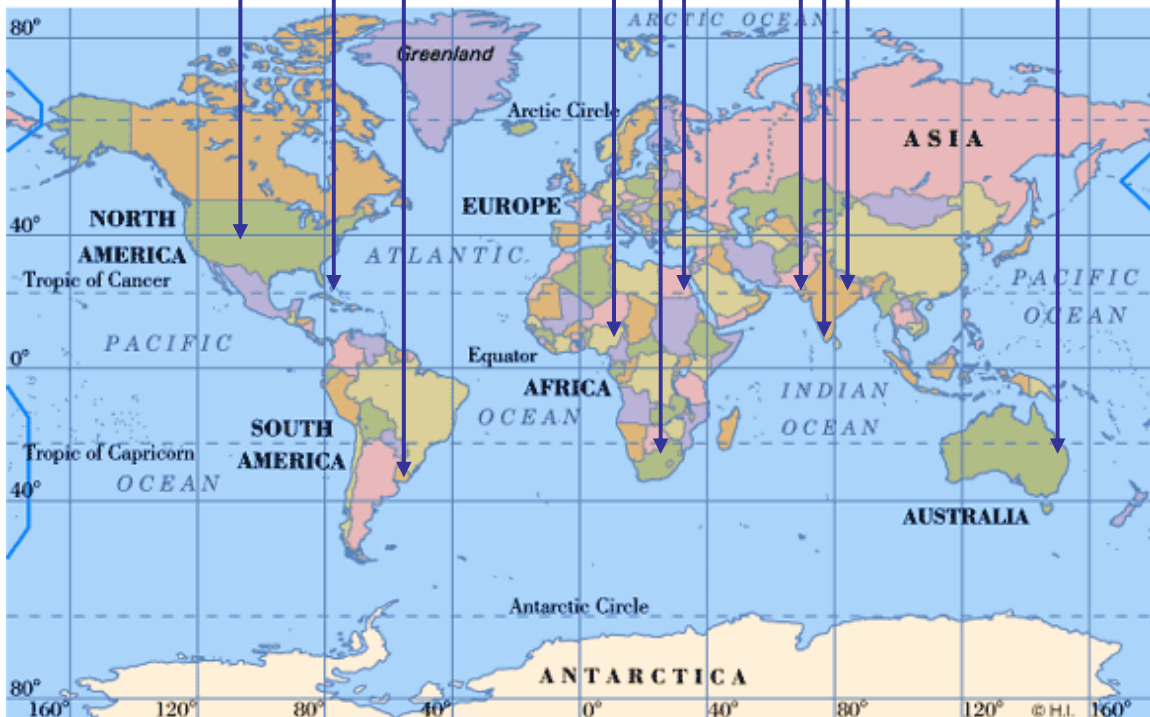 ARCTIC OCEAN
80°
Greenland
Arctic Circle
ASIA
NORTH
AMERICA
EUROPE
40°
ATLANTIC
Tropic of Cancer
PACIFIC
OCEAN
PACIFIC
Equator
0°
AFRICA
INDIAN
OCEAN
OCEAN
SOUTH
AMERICA
Tropic of Capricorn
OCEAN
40°
AUSTRALIA
Antarctic Circle
ANTARCTICA
80°
160° 120° 80° 40° 0° 40° 80° 120° 160°
© H.I.